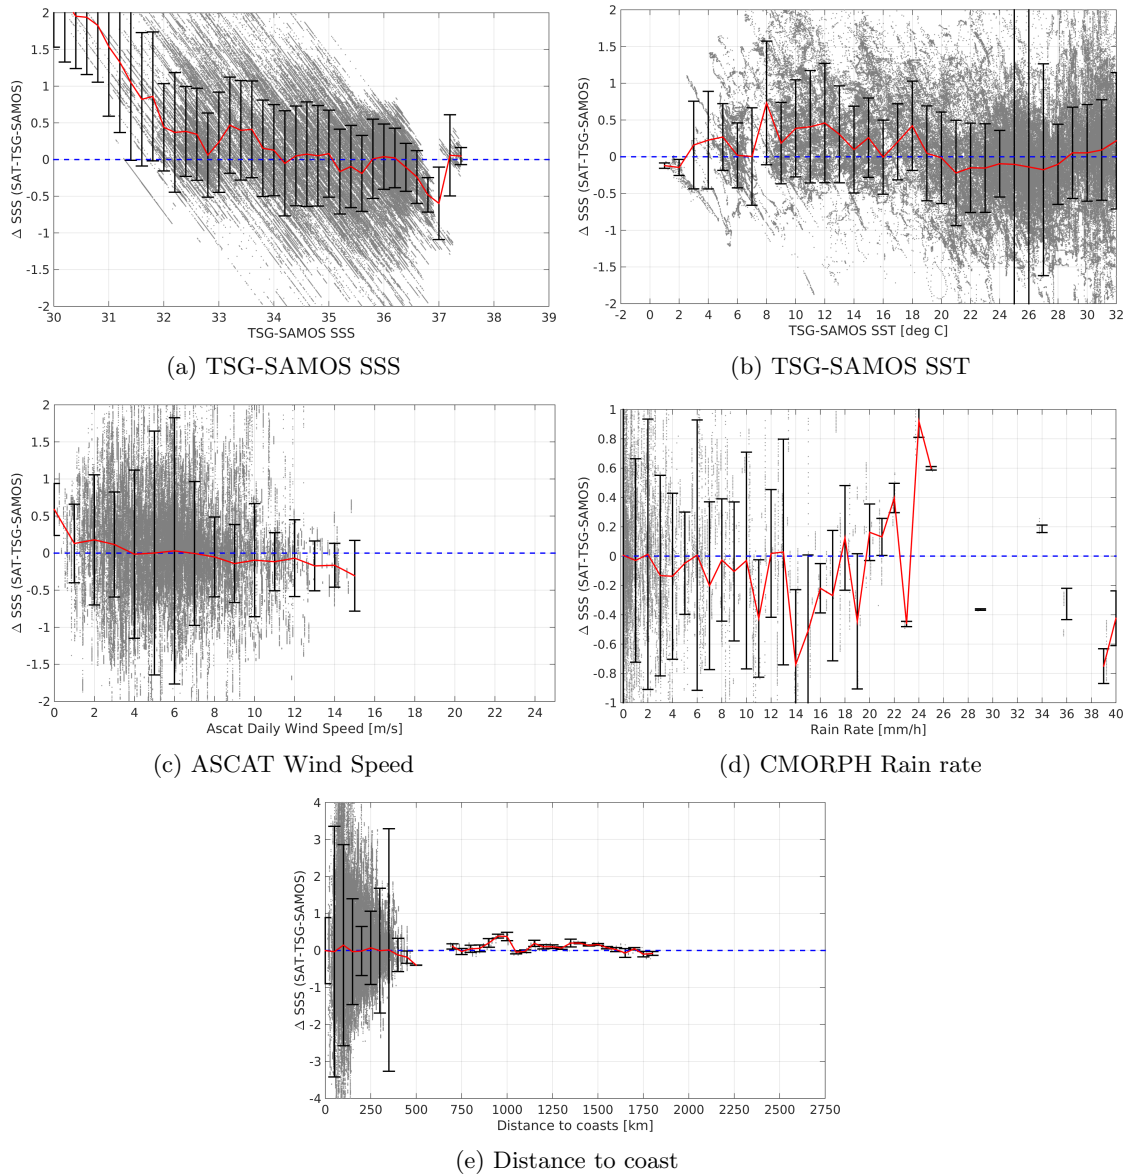 2
1.5
1
0.5
0
-0.5
-1
-1.5
-2
Δ SSS (SAT-TSG-SAMOS)
30 31 32 33 34 35 36 37 38 39
TSG-SAMOS SSS
(a) TSG-SAMOS SSS
2
1.5
1
0.5
0
-0.5
-1
-1.5
-2
Δ SSS (SAT-TSG-SAMOS)
-2 0 2 4 6 8 10 12 14 16 18 20 22 24 26 28 30 32
TSG-SAMOS SST [deg C]
(b) TSG-SAMOS SST
2
1.5
1
0.5
0
-0.5
-1
-1.5
-2
Δ SSS (SAT-TSG-SAMOS)
0 2 4 6 8 10 12 14 16 18 20 22 24
Ascat Daily Wind Speed [m/s]
(c) ASCAT Wind Speed
1
0.8
0.6
0.4
0.2
0
-0.2
-0.4
-0.6
-0.8
-1
Δ SSS (SAT-TSG-SAMOS)
0 2 4 6 8 10 12 14 16 18 20 22 24 26 28 30 32 34 36 38 40
Rain Rate [mm/h]
(d) CMORPH Rain rate
4
3
2
1
0
-1
-2
-3
-4
Δ SSS (SAT-TSG-SAMOS)
0 250 500 750 1000 1250 1500 1750 2000 2250 2500 2750
Distance to coasts [km]
(e) Distance to coast